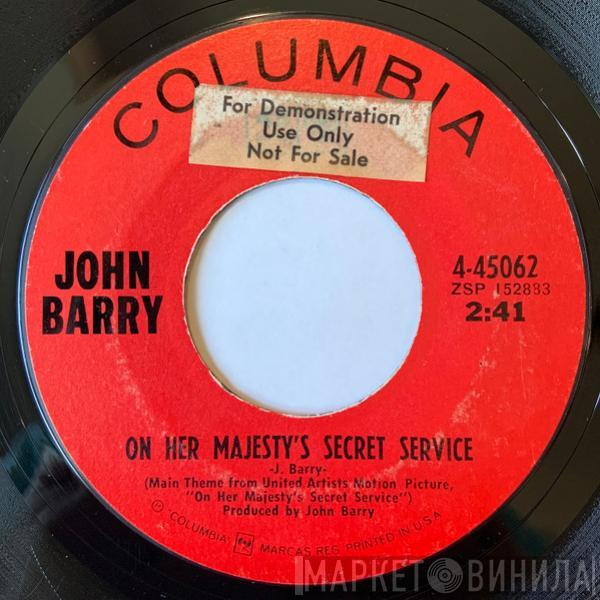 COLUMBIA
For Demonstration
Use Only
Not For Sale
JOHN
BARRY
4-45062
ZSP 152883
2:41
ON HER MAJESTY'S SECRET SERVICE
-J. Barry-
(Main Theme from United Artists Motion Picture,
"On Her Majesty's Secret Service")
Produced by John Barry
℗ "COLUMBIA" MARCAS REG. PRINTED IN U.S.A.
МАРКЕТ ВИНИЛА